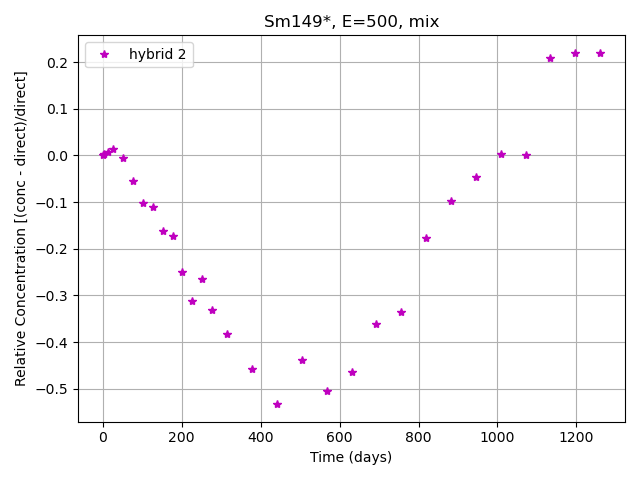 Sm149*, E=500, mix
hybrid 2
Relative Concentration [(conc - direct)/direct]
0.2
0.1
0.0
−0.1
−0.2
−0.3
−0.4
−0.5
0 200 400 600 800 1000 1200
Time (days)